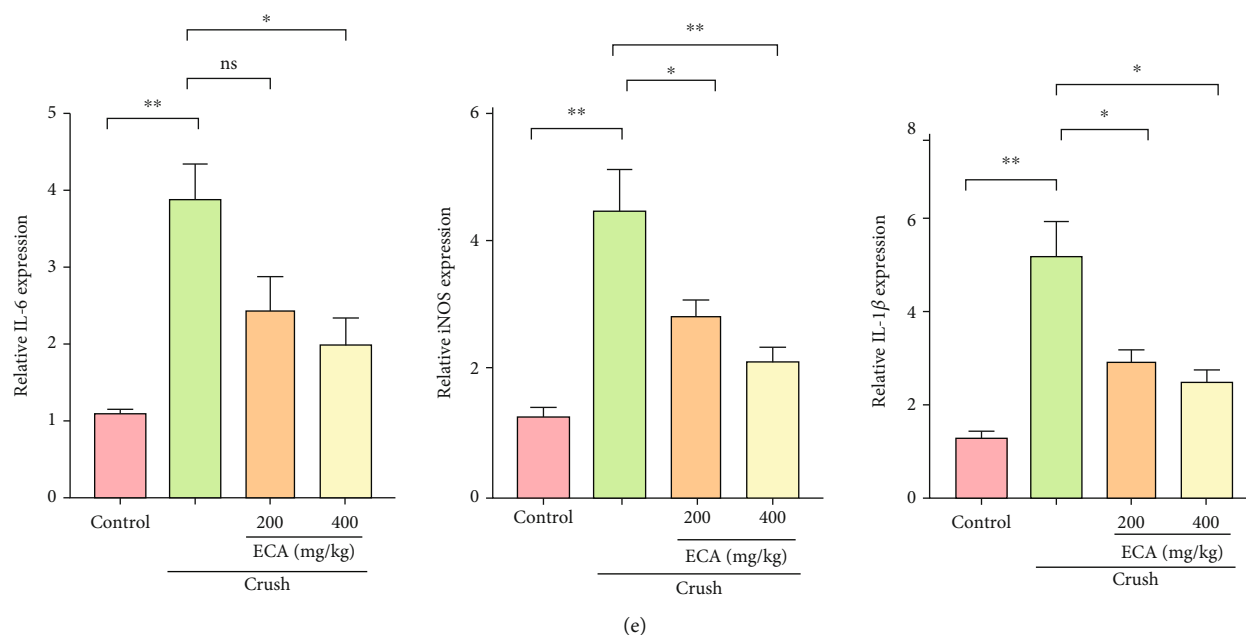 *
ns
**
5
4
3
2
1
0
Relative IL-6 expression
Control
200
400
ECA (mg/kg)
Crush
**
*
**
6
4
2
0
Relative iNOS expression
Control
200
400
ECA (mg/kg)
Crush
*
*
**
8
6
4
2
0
Relative IL-1β expression
Control
200
400
ECA (mg/kg)
Crush
(e)